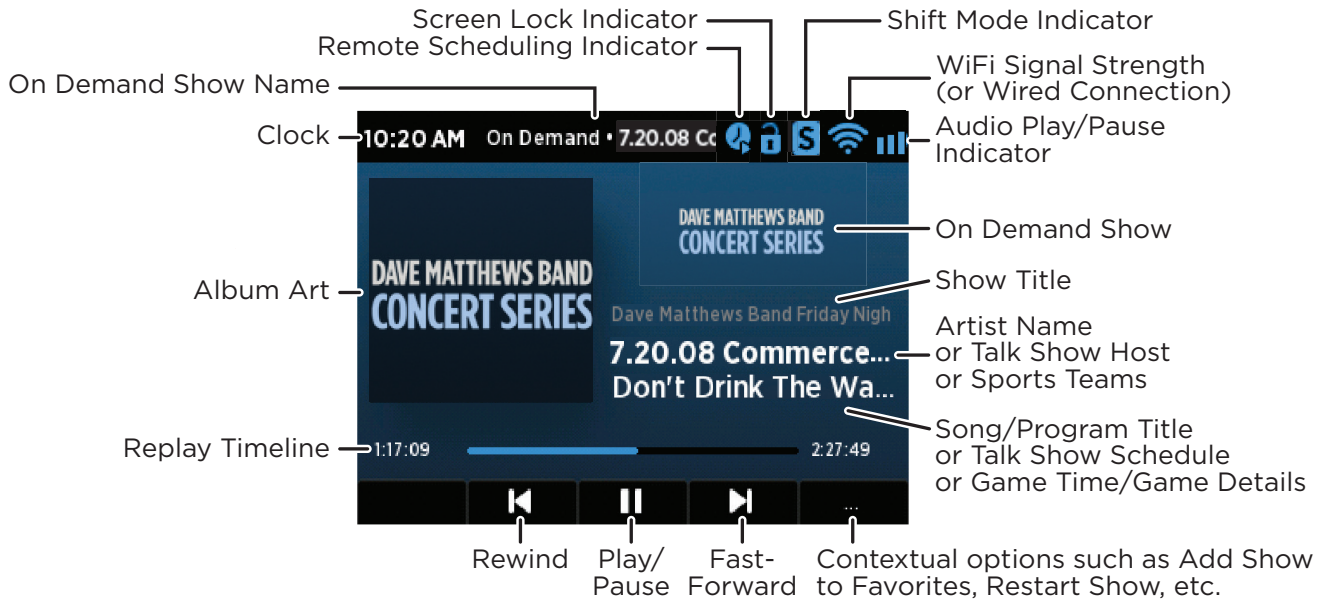 Screen Lock Indicator
Shift Mode Indicator
Remote Scheduling Indicator
WiFi Signal Strength
(or Wired Connection)
On Demand Show Name
Clock
10:20 AM On Demand • 7.20.08 Co
S
Audio Play/Pause
Indicator
DAVE MATTHEWS BAND
CONCERT SERIES
On Demand Show
DAVE MATTHEWS BAND
CONCERT SERIES
Album Art
Show Title
Dave Matthews Band Friday Nigh
7.20.08 Commerce...
Artist Name
or Talk Show Host
or Sports Teams
Don't Drink The Wa...
Song/Program Title
or Talk Show Schedule
or Game Time/Game Details
Replay Timeline
1:17:09
2:27:49
...
Rewind
Play/
Pause
Fast-
Forward
Contextual options such as Add Show
to Favorites, Restart Show, etc.